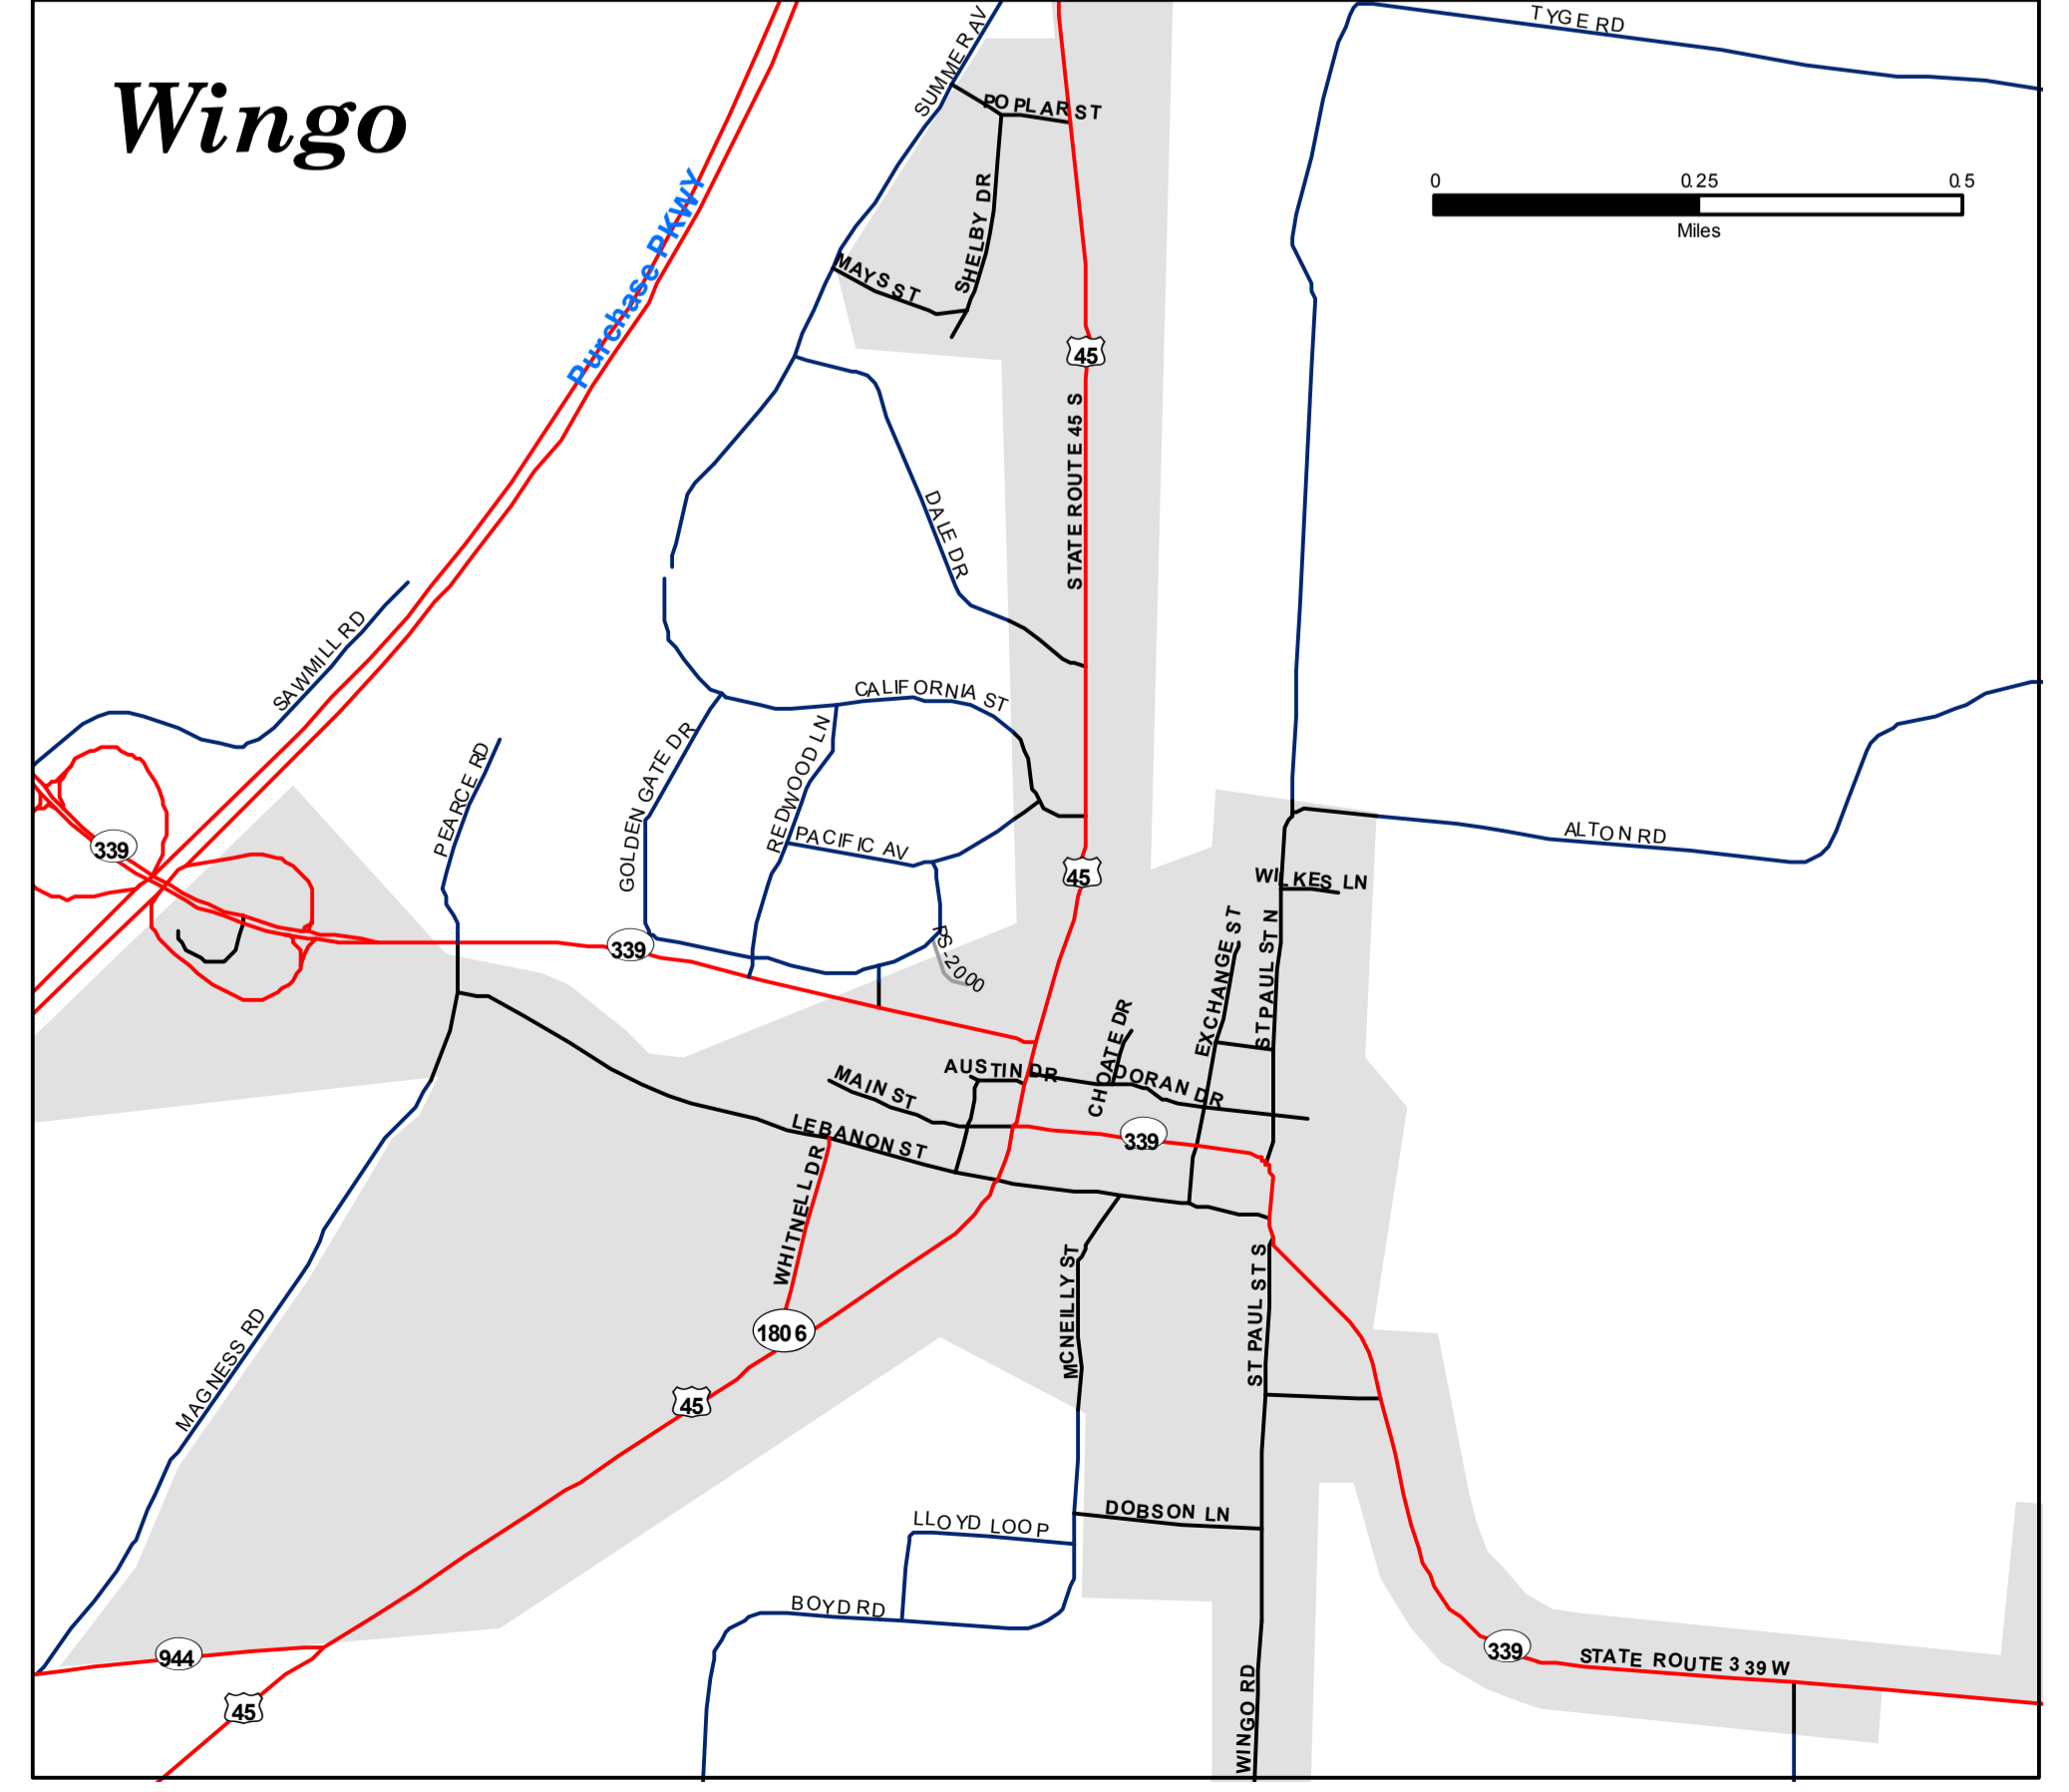 Wingo
TYGE RD
SUMMER AV
POPLAR ST
0 0.25 0.5
Miles
Purchase PKWY
SHELBY DR
MAYS ST
45
STATE ROUTE 45 S
DALE DR
SAWMILL RD
CALIFORNIA ST
PEARCE RD
GOLDEN GATE DR
REDWOOD LN
PACIFIC AV
ALTON RD
339
45
WILKES LN
EXCHANGE ST
ST PAUL ST N
339
PS-2000
CHOATE DR
AUSTIN DR
DORAN DR
MAIN ST
LEBANON ST
339
WHITNELL DR
MCNEILLY ST
ST PAUL ST S
1806
MAGNESS RD
45
DOBSON LN
LLOYD LOOP
BOYD RD
944
339
STATE ROUTE 339 W
45
WINGO RD